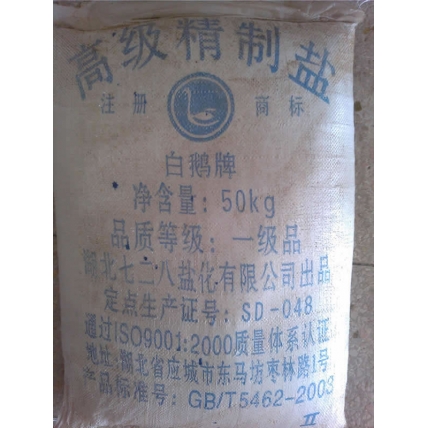 高级精制盐
注册 商标
白鹅牌
净含量: 50kg
品质等级: 一级品
湖北七二八盐化有限公司出品
定点生产证号: SD-048
通过ISO9001:2000质量体系认证
地址:湖北省应城市东马坊枣林路1号
产品标准号: GB/T5462-2003
II